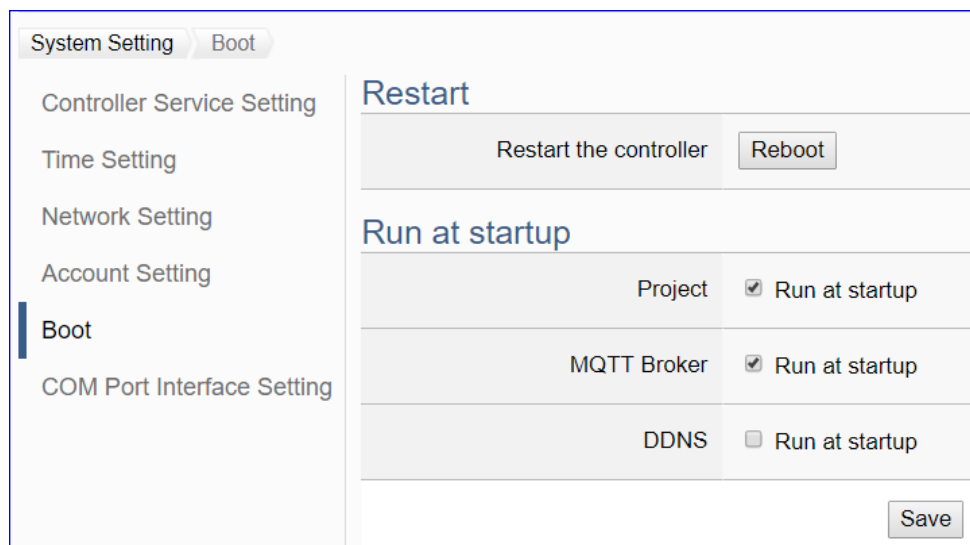 System Setting Boot
Controller Service Setting
Time Setting
Network Setting
Account Setting
Boot
COM Port Interface Setting
Restart
Restart the controller Reboot
Run at startup
Project Run at startup
MQTT Broker Run at startup
DDNS Run at startup
Save